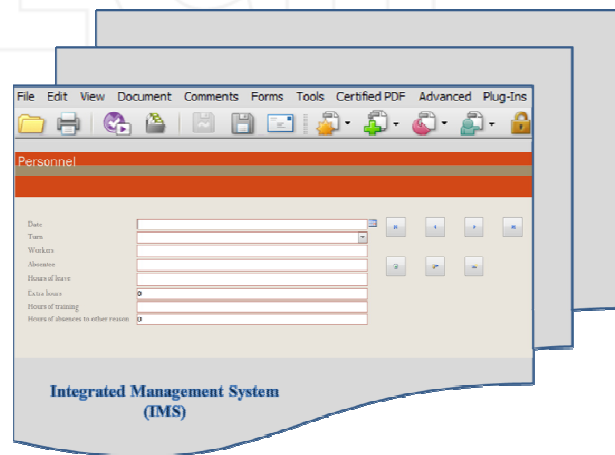 File Edit View Document Comments Forms Tools Certified PDF Advanced Plug-Ins
Personnel
Date
Turn
Workers
Absentee
Hours of leave
Extra hours 0
Hours of training
Hours of absences to other reason 0
Integrated Management System
(IMS)